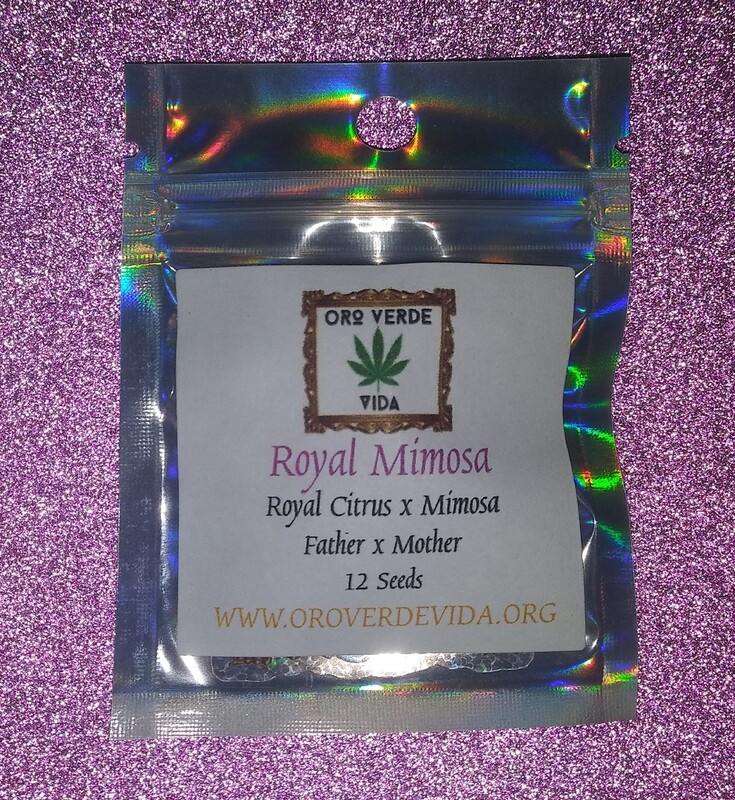 ORO VERDE
VIDA
Royal Mimosa
Royal Citrus x Mimosa
Father x Mother
12 Seeds
WWW.OROVERDEVIDA.ORG